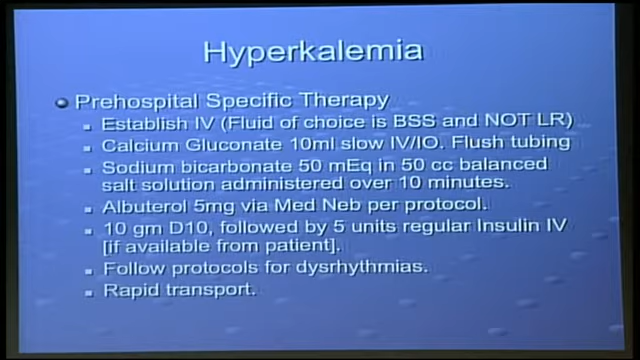 Hyperkalemia
Prehospital Specific Therapy
Establish IV (Fluid of choice is BSS and NOT LR)
Calcium Gluconate 10ml slow IV/IO. Flush tubing
Sodium bicarbonate 50 mEq in 50 cc balanced
salt solution administered over 10 minutes.
Albuterol 5mg via Med Neb per protocol.
10 gm D10, followed by 5 units regular Insulin IV
[if available from patient].
Follow protocols for dysrhythmias.
Rapid transport.